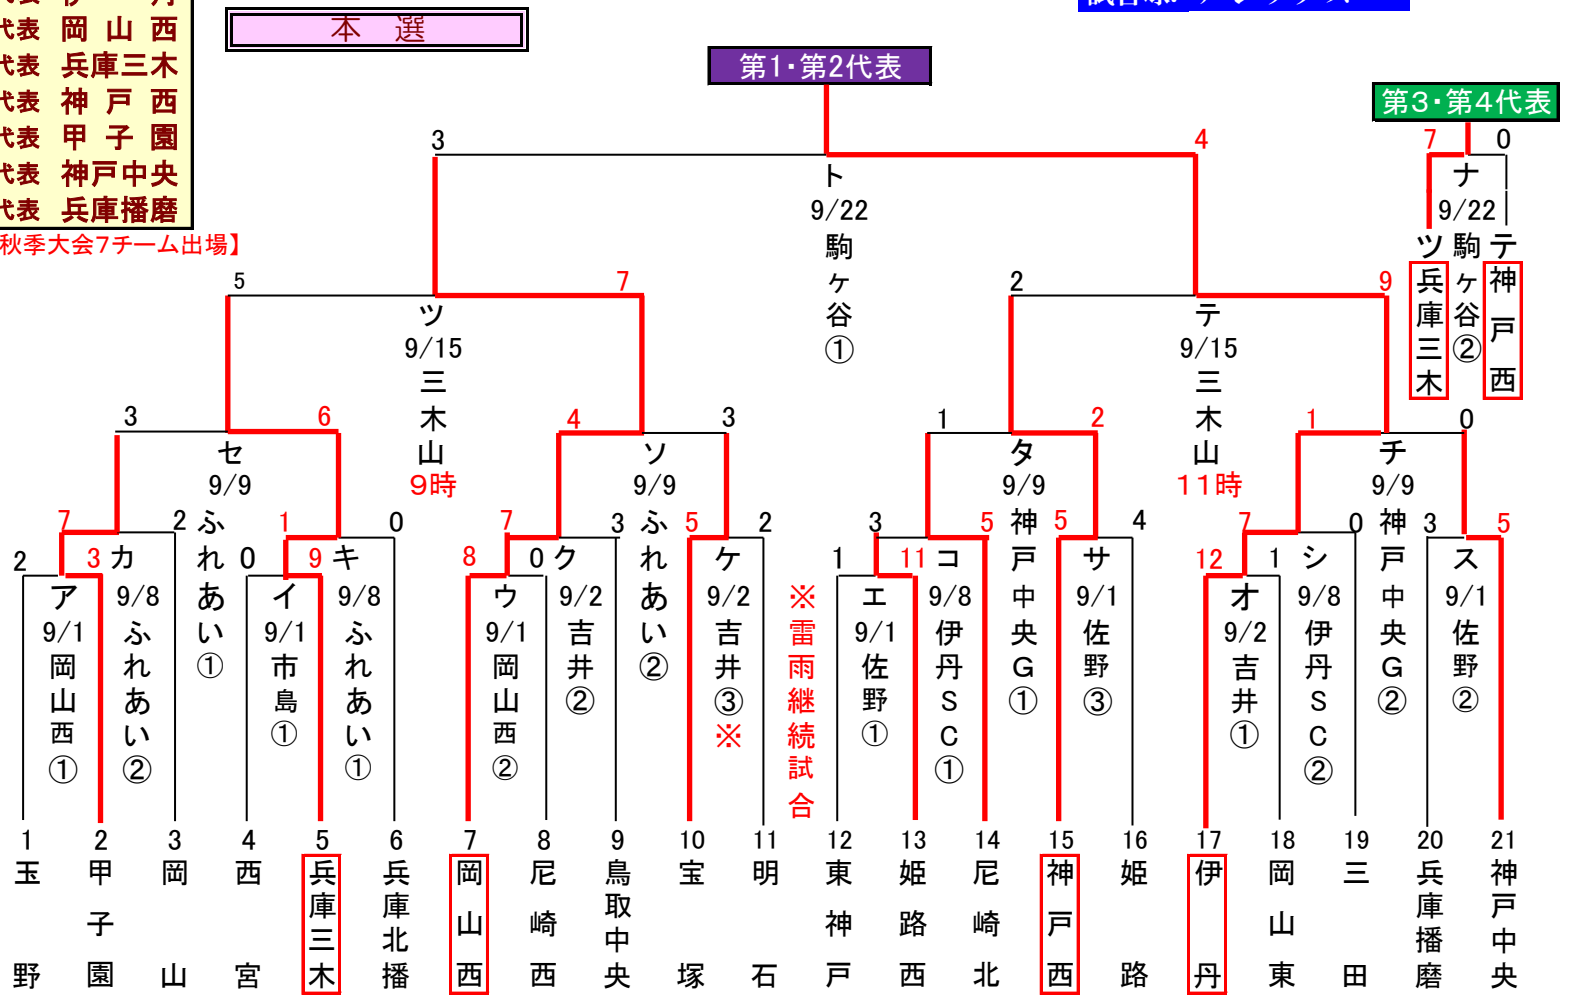 代表 岡山西
代表 兵庫三木
代表 神戸西
代表 甲子園
代表 神戸中央
代表 兵庫播磨
秋季大会7チーム出場】
本選
第1・第2代表
第3・第4代表
3
4
ト
9/22
駒ヶ谷
①
7
0
ナ
9/22
駒ヶ谷
②
ツ
兵庫三木
テ
神戸西
5
7
ツ
9/15
三木山
9時
2
9
テ
9/15
三木山
11時
3
6
セ
9/9
ふれあい
①
4
3
ソ
9/9
ふれあい
②
1
2
タ
9/9
神戸中央G
①
1
0
チ
9/9
神戸中央G
②
7
2
カ
9/8
ふれあい
②
1
0
キ
9/8
ふれあい
①
7
3
ク
9/2
吉井
②
5
2
ケ
9/2
吉井
③
※
※雷雨継続試合
3
5
コ
9/8
伊丹SC
①
5
4
サ
9/1
佐野
③
7
0
シ
9/8
伊丹SC
②
3
5
ス
9/1
佐野
②
2
3
ア
9/1
岡山西
①
0
9
イ
9/1
市島
①
8
0
ウ
9/1
岡山西
②
1
11
エ
9/1
佐野
①
12
1
オ
9/2
吉井
①
1 玉野
2 甲子園
3 岡山
4 西宮
5 兵庫三木
6 兵庫北播
7 岡山西
8 尼崎西
9 鳥取中央
10 宝塚
11 明石
12 東神戸
13 姫路西
14 尼崎北
15 神戸西
16 姫路
17 伊丹
18 岡山東
19 三田
20 兵庫播磨
21 神戸中央